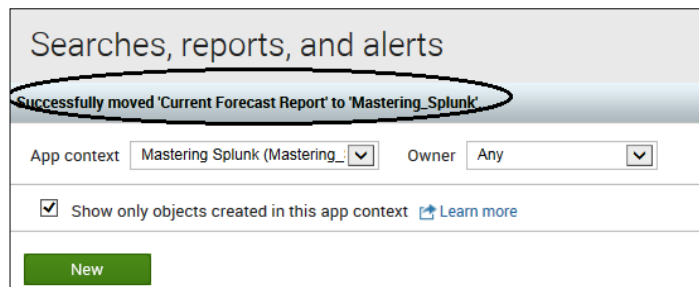 Searches, reports, and alerts
Successfully moved 'Current Forecast Report' to 'Mastering_Splunk'
App context Mastering Splunk (Mastering_ Owner Any
Show only objects created in this app context Learn more
New